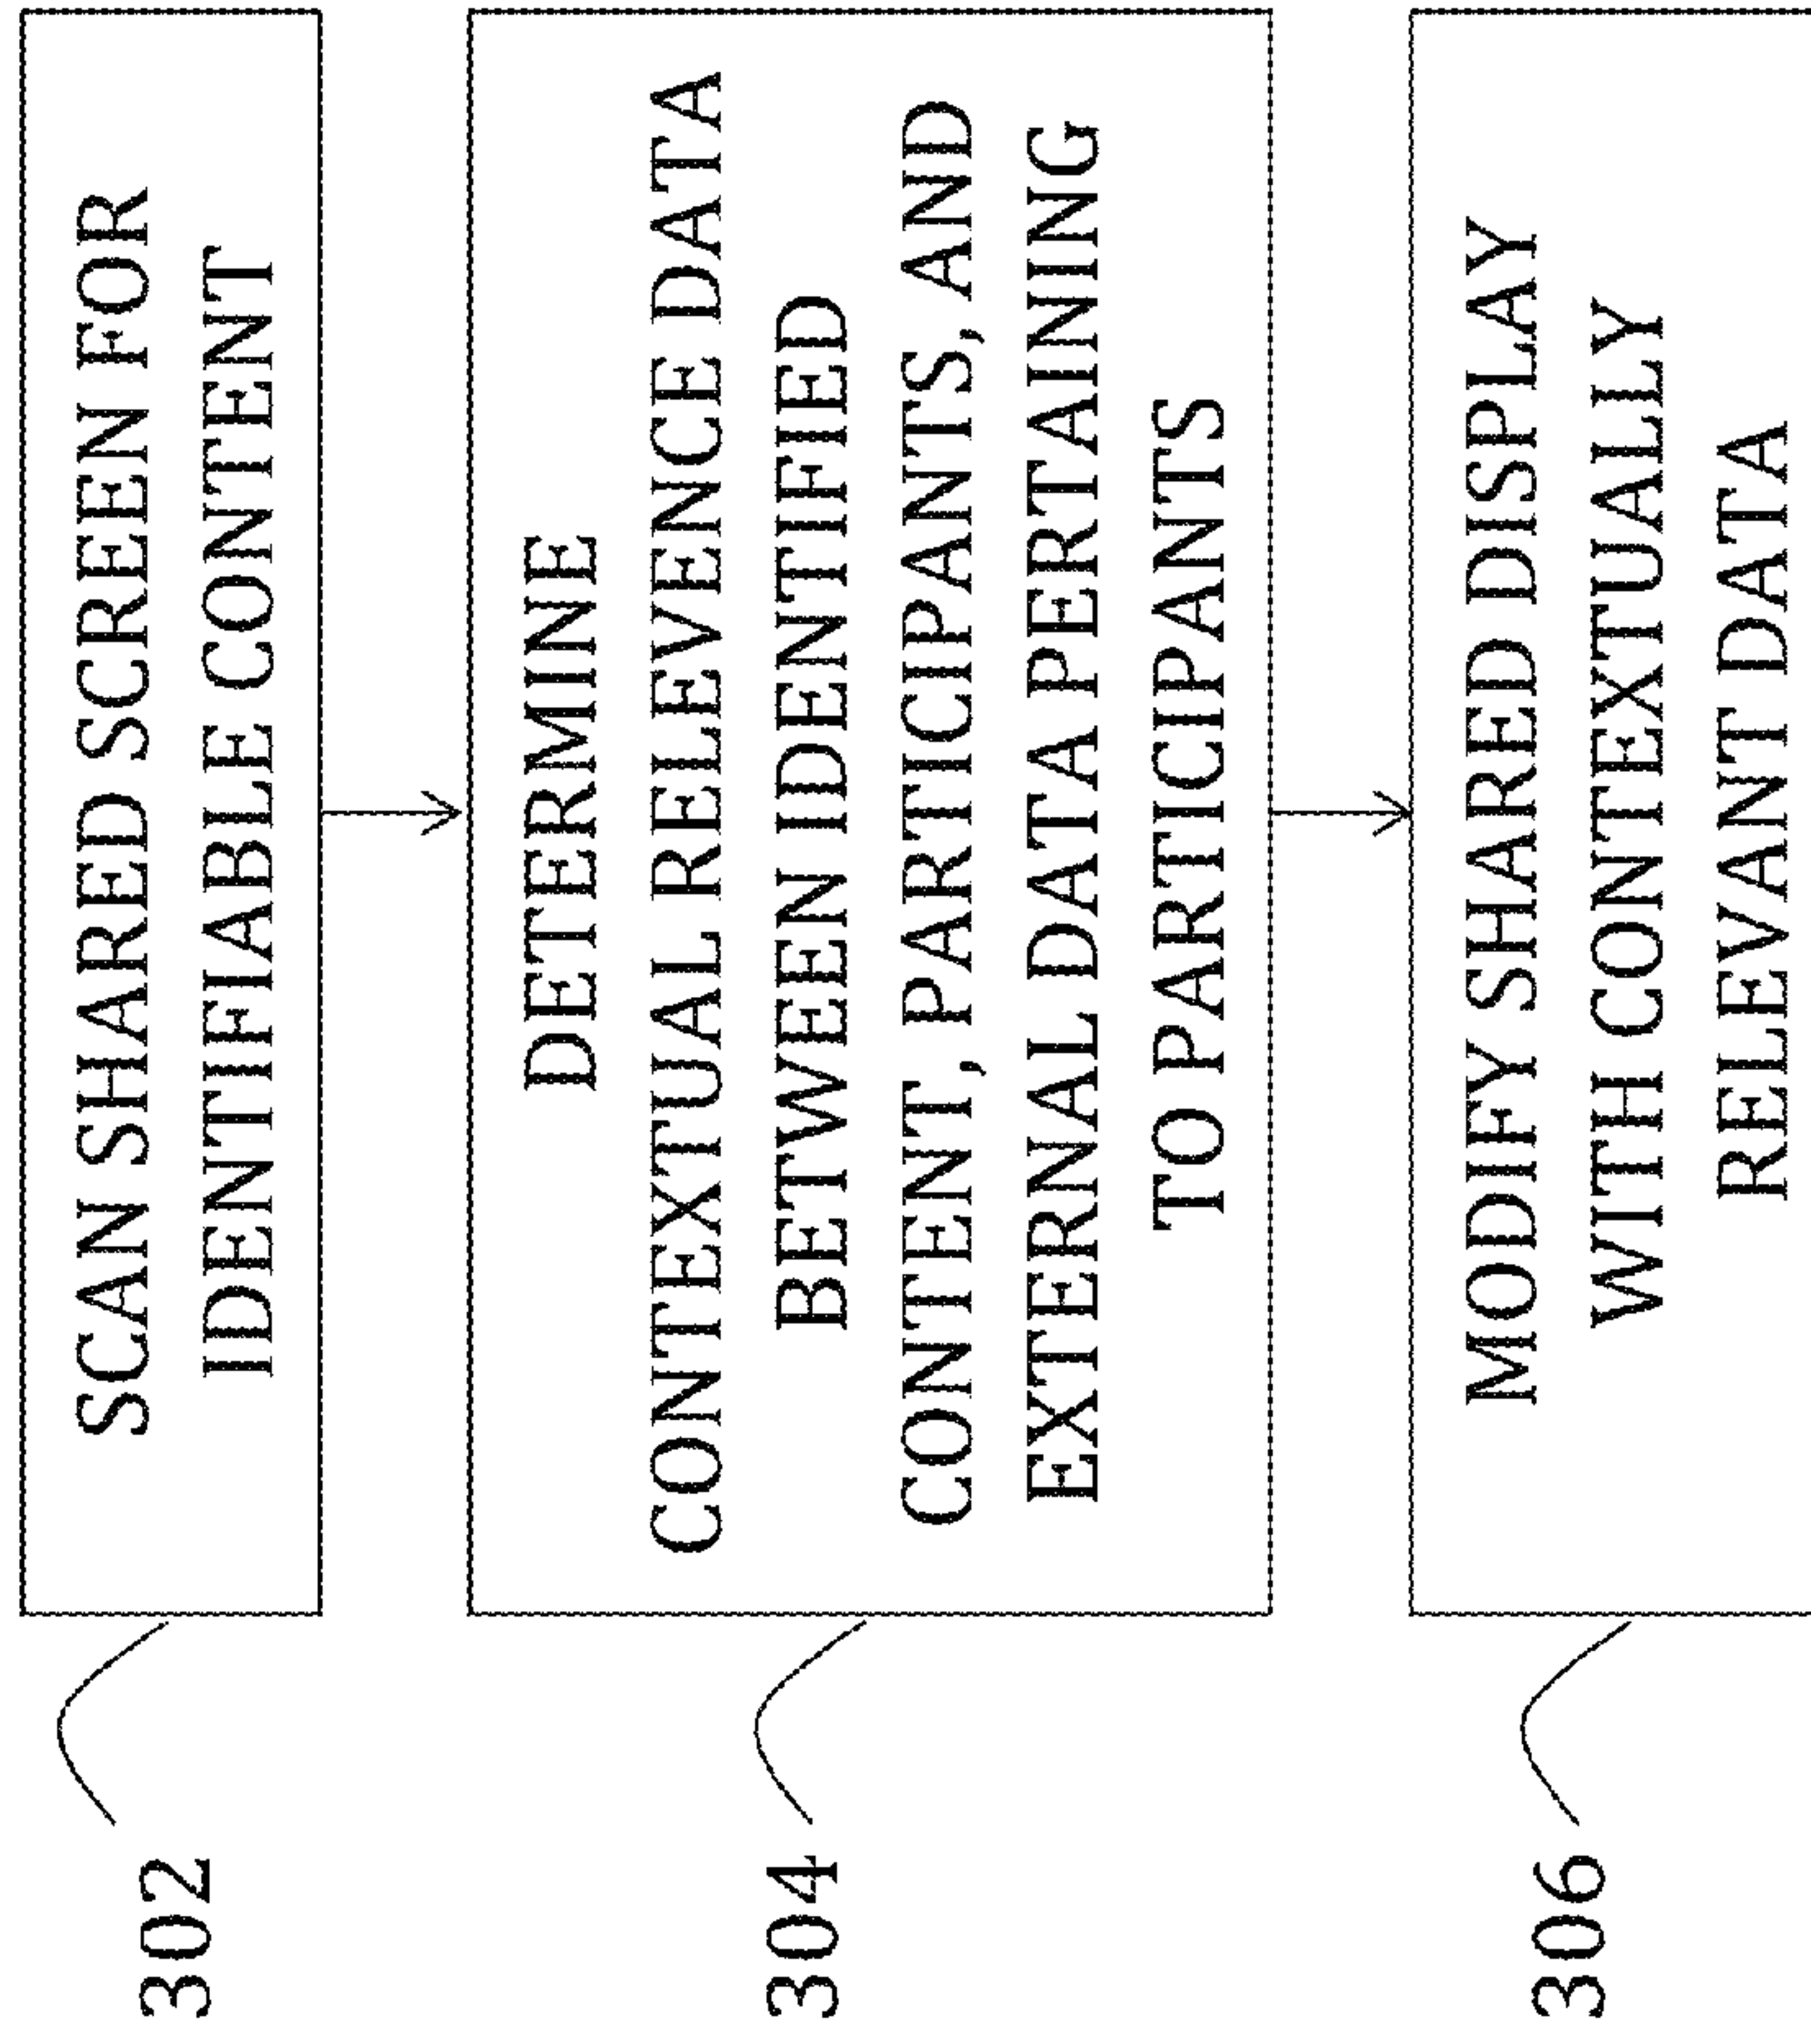 302
SCAN SHARED SCREEN FOR
IDENTIFIABLE CONTENT
304
DETERMINE
CONTEXTUAL RELEVENCE DATA
BETWEEN IDENTIFIED
CONTENT, PARTICIPANTS, AND
EXTERNAL DATA PERTAINING
TO PARTICIPANTS
306
MODIFY SHARED DISPLAY
WITH CONTEXTUALLY
RELEVANT DATA